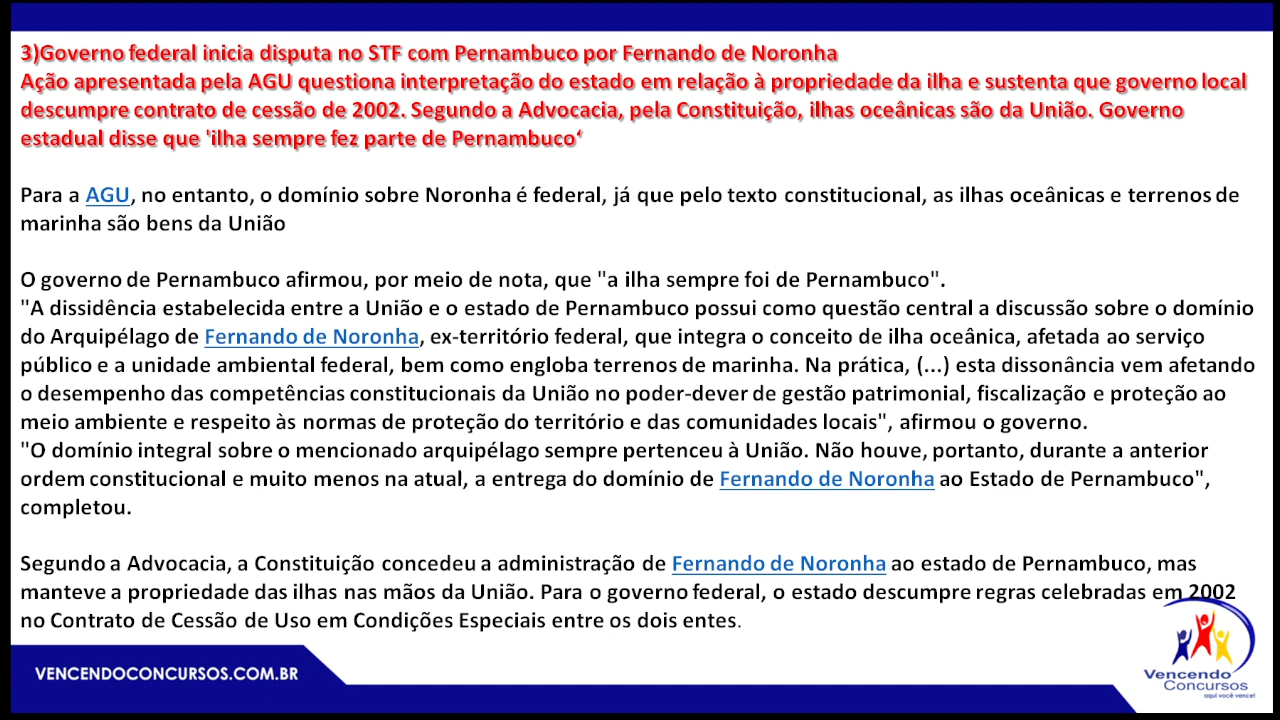 3)Governo federal inicia disputa no STF com Pernambuco por Fernando de Noronha
Ação apresentada pela AGU questiona interpretação do estado em relação à propriedade da ilha e sustenta que governo local
descumpre contrato de cessão de 2002. Segundo a Advocacia, pela Constituição, ilhas oceânicas são da União. Governo
estadual disse que 'ilha sempre fez parte de Pernambuco‘
Para a AGU, no entanto, o domínio sobre Noronha é federal, já que pelo texto constitucional, as ilhas oceânicas e terrenos de
marinha são bens da União
O governo de Pernambuco afirmou, por meio de nota, que "a ilha sempre foi de Pernambuco".
"A dissidência estabelecida entre a União e o estado de Pernambuco possui como questão central a discussão sobre o domínio
do Arquipélago de Fernando de Noronha, ex-território federal, que integra o conceito de ilha oceânica, afetada ao serviço
público e a unidade ambiental federal, bem como engloba terrenos de marinha. Na prática, (...) esta dissonância vem afetando
o desempenho das competências constitucionais da União no poder-dever de gestão patrimonial, fiscalização e proteção ao
meio ambiente e respeito às normas de proteção do território e das comunidades locais", afirmou o governo.
"O domínio integral sobre o mencionado arquipélago sempre pertenceu à União. Não houve, portanto, durante a anterior
ordem constitucional e muito menos na atual, a entrega do domínio de Fernando de Noronha ao Estado de Pernambuco",
completou.
Segundo a Advocacia, a Constituição concedeu a administração de Fernando de Noronha ao estado de Pernambuco, mas
manteve a propriedade das ilhas nas mãos da União. Para o governo federal, o estado descumpre regras celebradas em 2002
no Contrato de Cessão de Uso em Condições Especiais entre os dois entes.
VENCENDOCONCURSOS.COM.BR
Vencendo
Concursos
aqui você vence!